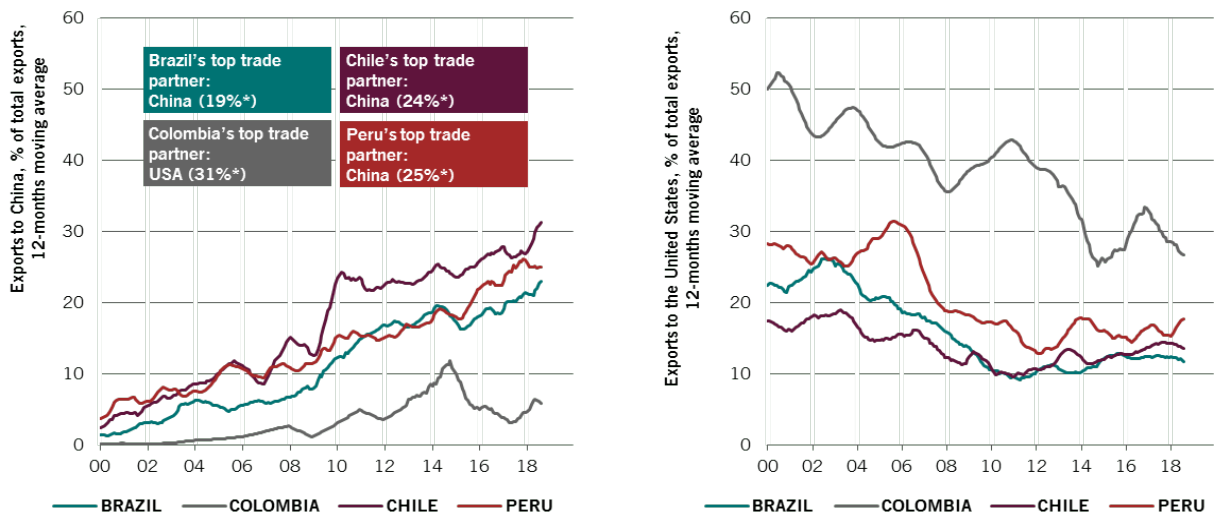 Exports to China, % of total exports,
12-months moving average
60
50
40
30
20
10
0
Brazil's top trade
partner:
China (19%*)
Chile's top trade
partner:
China (24%*)
Colombia's top trade
partner:
USA (31%*)
Peru's top trade
partner:
China (25%*)
00 02 04 06 08 10 12 14 16 18
BRAZIL COLOMBIA CHILE PERU
Exports to the United States, % of total exports,
12-months moving average
60
50
40
30
20
10
0
00 02 04 06 08 10 12 14 16 18
BRAZIL COLOMBIA CHILE PERU